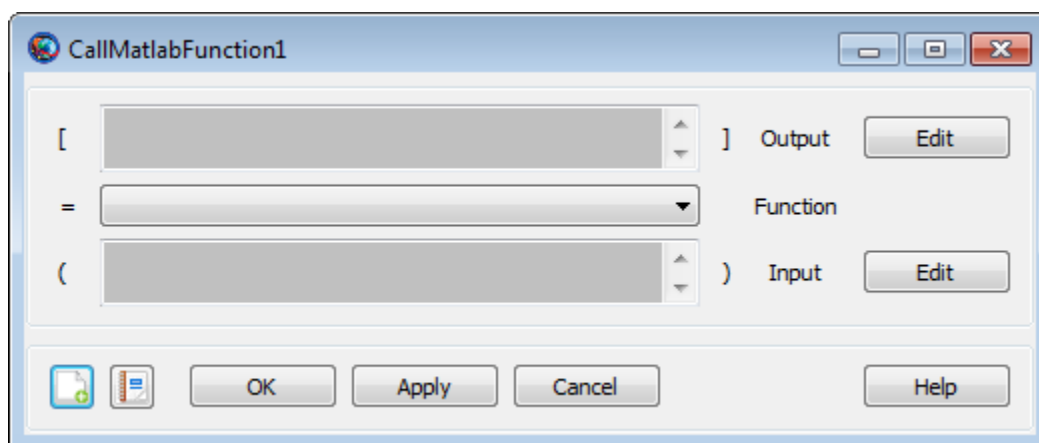 CallMatlabFunction1
[ ] Output Edit
= Function
( ) Input Edit
OK Apply Cancel Help